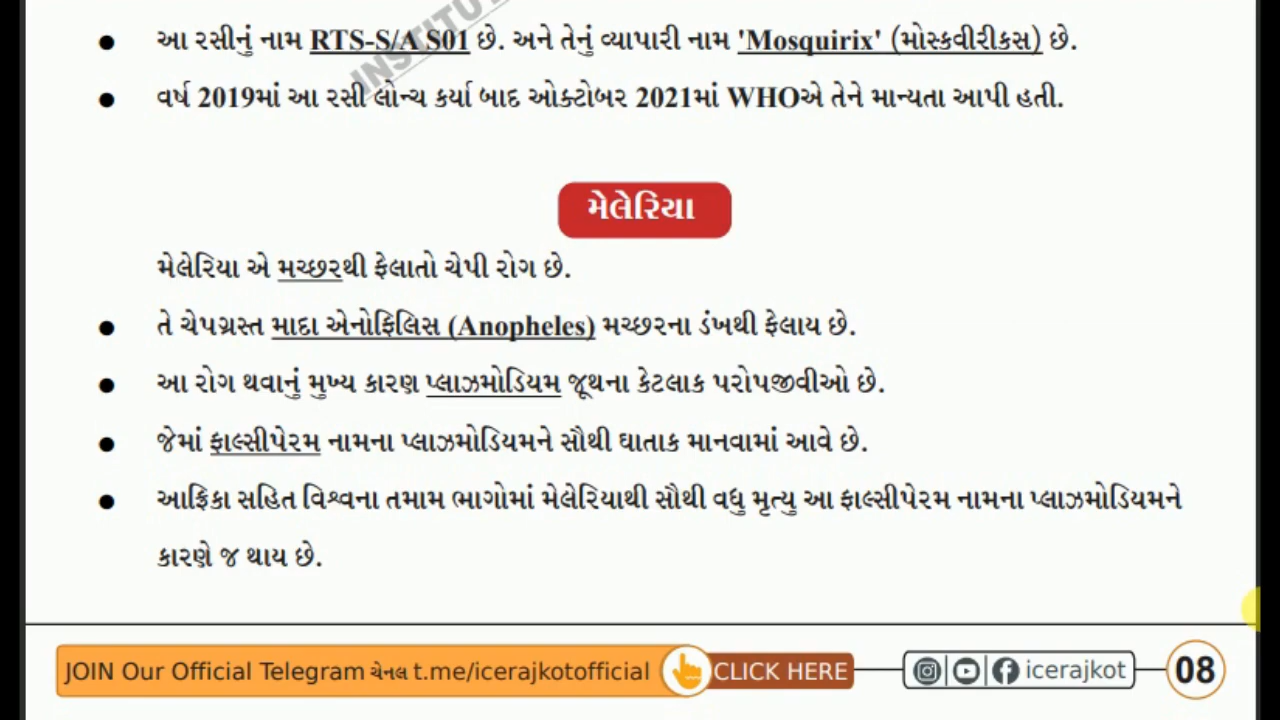 INSTITU
આ રસીનું નામ RTS-S/A S01 છે. અને તેનું વ્યાપારી નામ 'Mosquirix' (મોસ્કવીરીકસ) છે.
વર્ષ 2019માં આ રસી લોન્ચ કર્યા બાદ ઓક્ટોબર 2021માં WHOએ તેને માન્યતા આપી હતી.
મેલેરિયા
મેલેરિયા એ મચ્છરથી ફેલાતો ચેપી રોગ છે.
તે ચેપગ્રસ્ત માદા એનોફિલિસ (Anopheles) મચ્છરના ડંખથી ફેલાય છે.
આ રોગ થવાનું મુખ્ય કારણ પ્લાઝમોડિયમ જૂથના કેટલાક પરોપજીવીઓ છે.
જેમાં ફાલ્સીપેરમ નામના પ્લાઝમોડિયમને સૌથી ઘાતાક માનવામાં આવે છે.
આફ્રિકા સહિત વિશ્વના તમામ ભાગોમાં મેલેરિયાથી સૌથી વધુ મૃત્યુ આ ફાલ્સીપેરમ નામના પ્લાઝમોડિયમને
કારણે જ થાય છે.
JOIN Our Official Telegram ચેનલ t.me/icerajkotofficial CLICK HERE icerajkot 08